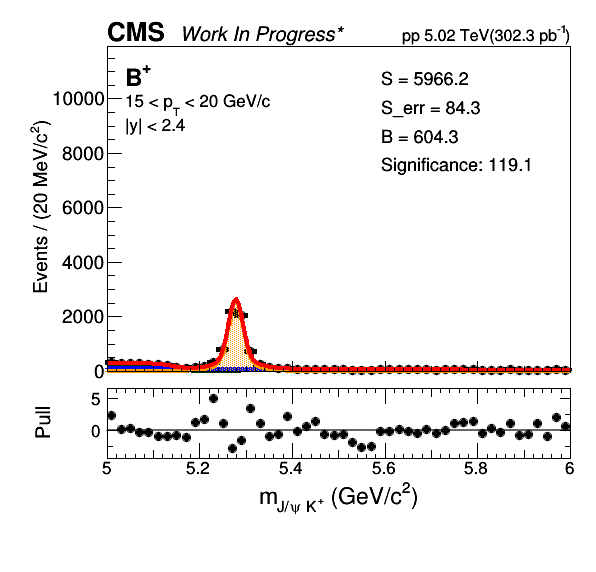 CMS Work In Progress* pp 5.02 TeV(302.3 pb⁻¹)
B⁺
15 < p_T < 20 GeV/c
|y| < 2.4
S = 5966.2
S_err = 84.3
B = 604.3
Significance: 119.1
Events / (20 MeV/c²)
10000
8000
6000
4000
2000
0
Pull
5
0
5 5.2 5.4 5.6 5.8 6
m_{J/ψ K⁺} (GeV/c²)